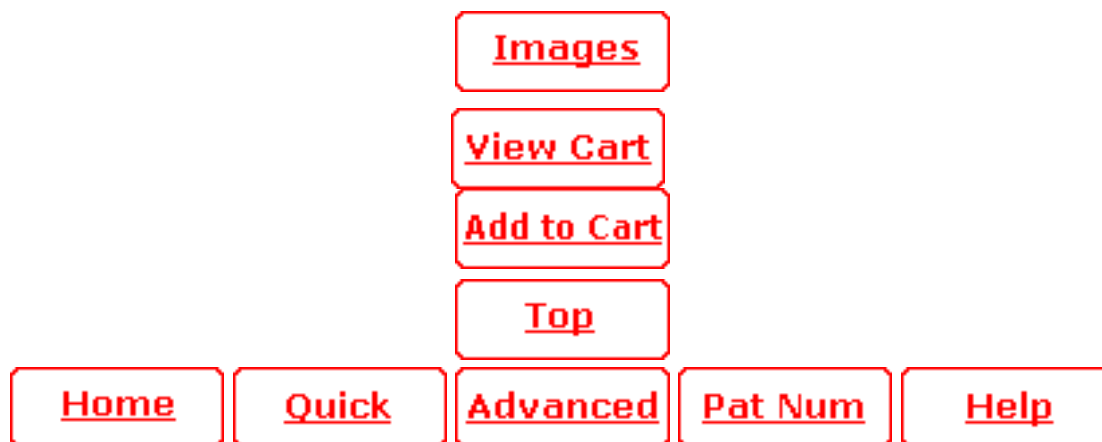 Images
View Cart
Add to Cart
Top
Home Quick Advanced Pat Num Help